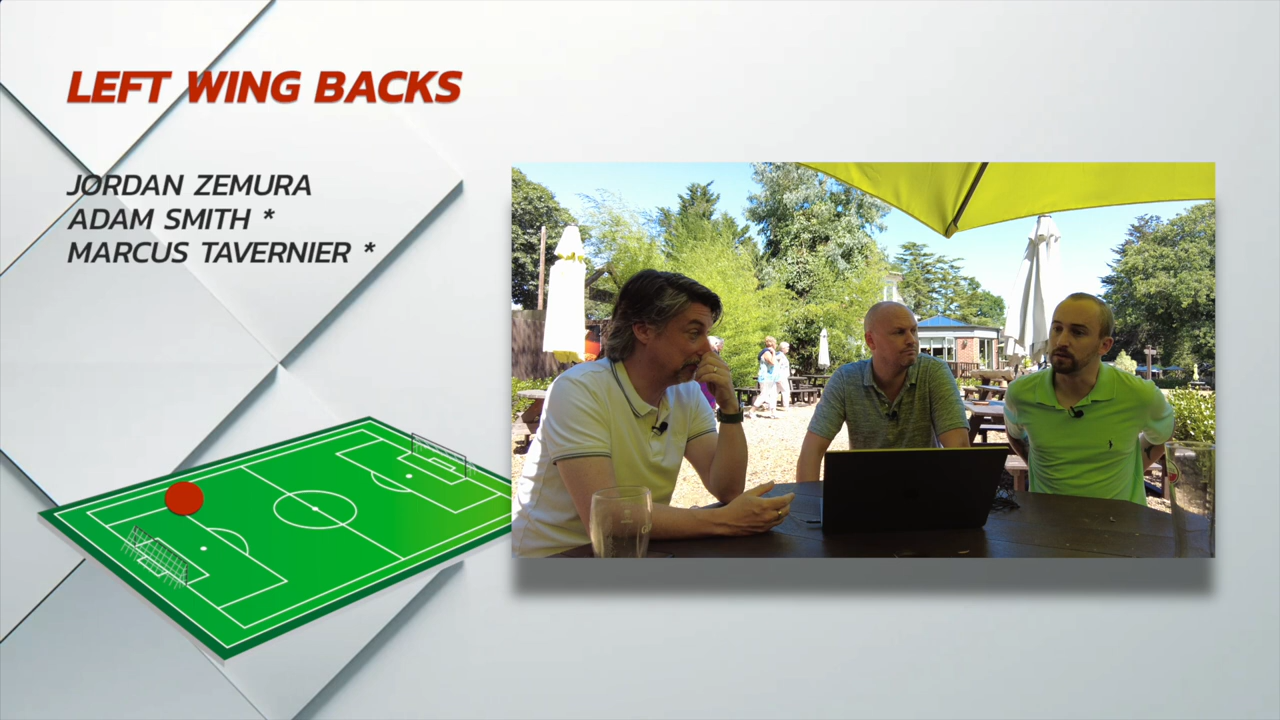 LEFT WING BACKS
JORDAN ZEMURA
ADAM SMITH *
MARCUS TAVERNIER *